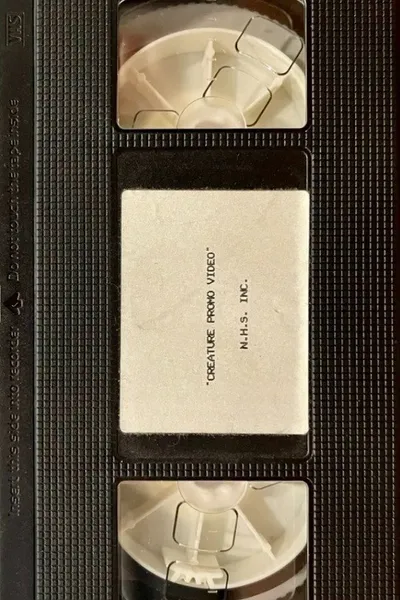 "CREATURE PROMO VIDEO"
N.H.S. INC.
VHS
Insert this side into recorder
Do not touch the tape inside